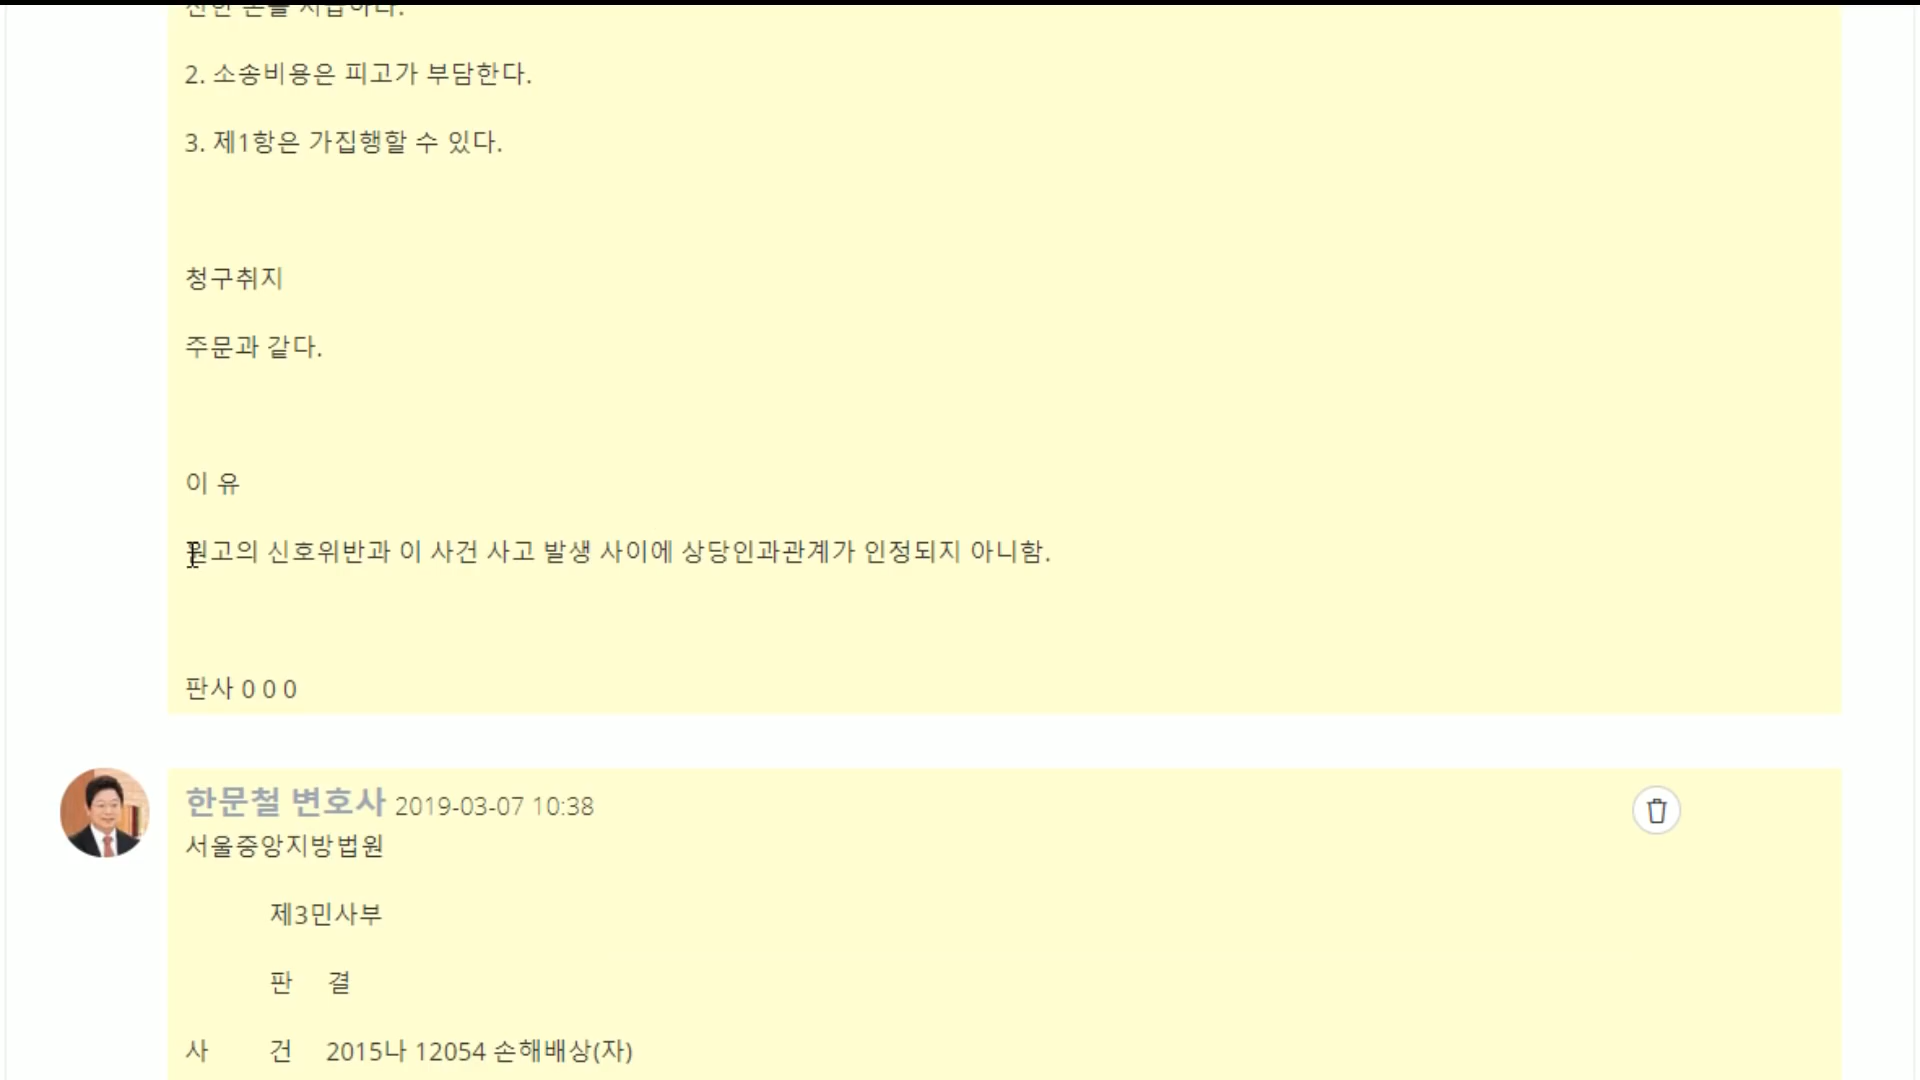 2. 소송비용은 피고가 부담한다.
3. 제1항은 가집행할 수 있다.
청구취지
주문과 같다.
이 유
원고의 신호위반과 이 사건 사고 발생 사이에 상당인과관계가 인정되지 아니함.
판사 0 0 0
한문철 변호사 2019-03-07 10:38
서울중앙지방법원
제3민사부
판 결
사 건 2015나 12054 손해배상(자)